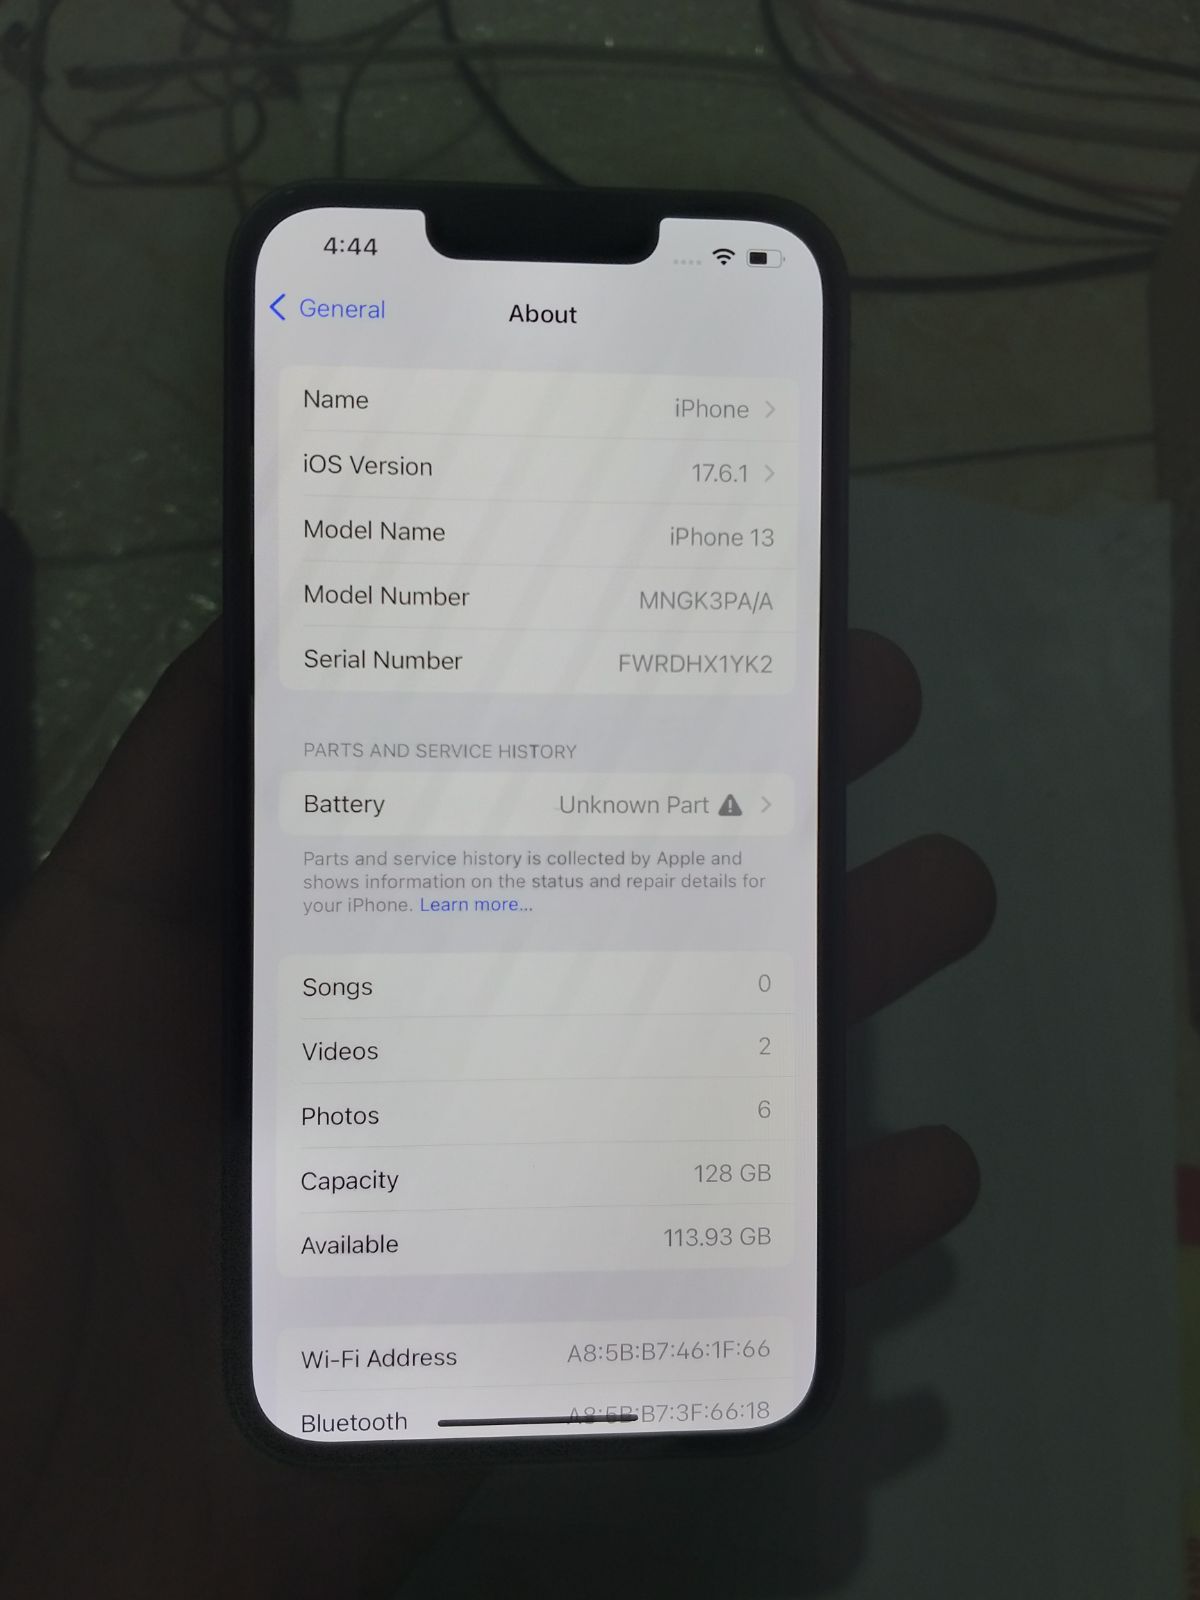 4:44
General
About
Name iPhone
iOS Version 17.6.1
Model Name iPhone 13
Model Number MNGK3PA/A
Serial Number FWRDHX1YK2
PARTS AND SERVICE HISTORY
Battery Unknown Part
Parts and service history is collected by Apple and
shows information on the status and repair details for
your iPhone. Learn more...
Songs 0
Videos 2
Photos 6
Capacity 128 GB
Available 113.93 GB
Wi-Fi Address A8:5B:B7:46:1F:66
Bluetooth A8:5B:B7:3F:66:18